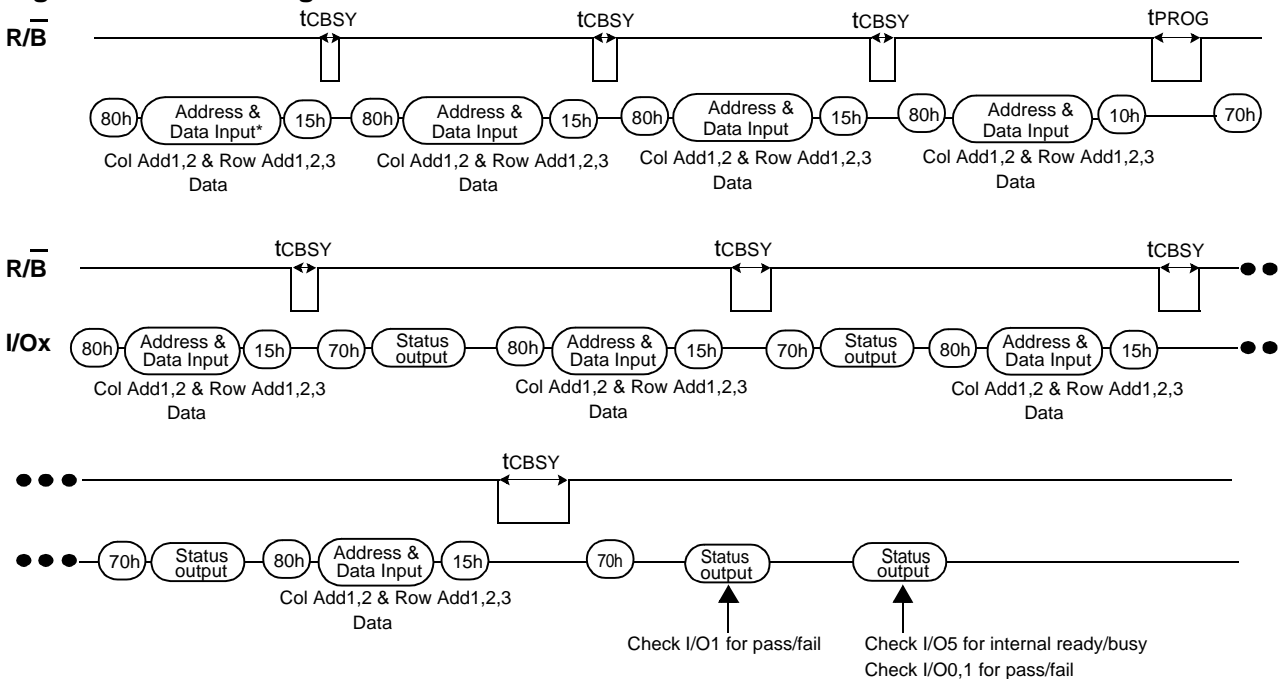 tCBSY tCBSY tCBSY tPROG
R/B
80h Address & Data Input* 15h 80h Address & Data Input 15h 80h Address & Data Input 15h 80h Address & Data Input 10h 70h
Col Add1,2 & Row Add1,2,3 Col Add1,2 & Row Add1,2,3 Col Add1,2 & Row Add1,2,3 Col Add1,2 & Row Add1,2,3
Data Data Data Data
tCBSY tCBSY tCBSY
R/B
I/Ox 80h Address & Data Input 15h 70h Status output 80h Address & Data Input 15h 70h Status output 80h Address & Data Input 15h
Col Add1,2 & Row Add1,2,3 Col Add1,2 & Row Add1,2,3 Col Add1,2 & Row Add1,2,3
Data Data Data
tCBSY
70h Status output 80h Address & Data Input 15h 70h Status output Status output
Col Add1,2 & Row Add1,2,3
Data
Check I/O1 for pass/fail Check I/O5 for internal ready/busy
Check I/O0,1 for pass/fail